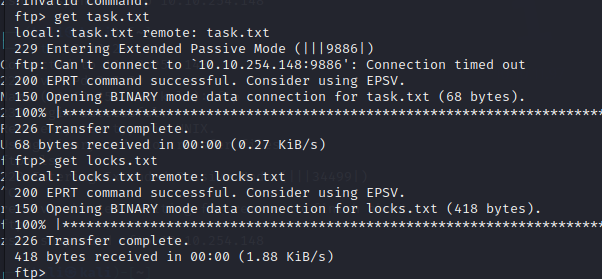 ?Invalid command.
ftp> get task.txt
local: task.txt remote: task.txt
229 Entering Extended Passive Mode (|||9886|)
ftp: Can't connect to `10.10.254.148:9886': Connection timed out
200 EPRT command successful. Consider using EPSV.
150 Opening BINARY mode data connection for task.txt (68 bytes).
100% |***********************************************************************
226 Transfer complete.
68 bytes received in 00:00 (0.27 KiB/s)
ftp> get locks.txt
local: locks.txt remote: locks.txt
200 EPRT command successful. Consider using EPSV.
150 Opening BINARY mode data connection for locks.txt (418 bytes).
100% |***********************************************************************
226 Transfer complete.
418 bytes received in 00:00 (1.88 KiB/s)
ftp>